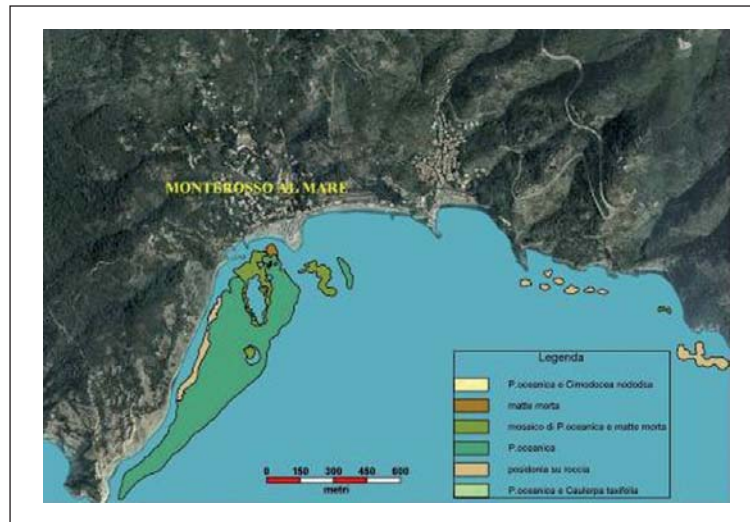 MONTEROSSO AL MARE
Legenda
P.oceanica e Cimodocea nodosa
matte morta
mosaico di P.oceanica e matte morta
P.oceanica
posidonia su roccia
P.oceanica e Caulerpa taxifolia
0 150 300 450 600
metri